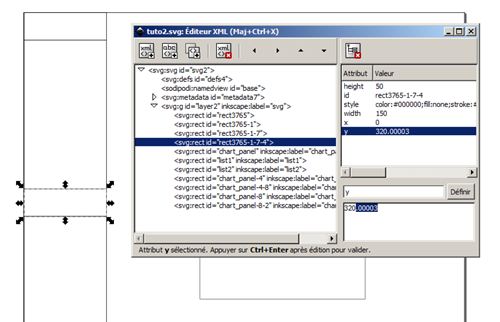 tuto2.svg: Éditeur XML (Maj+Ctrl+X)
<svg:svg id="svg2">
<svg:defs id="defs4">
<sodipodi:namedview id="base">
<svg:metadata id="metadata7">
<svg:g id="layer2" inkscape:label="svg">
<svg:rect id="rect3765">
<svg:rect id="rect3765-1">
<svg:rect id="rect3765-1-7">
<svg:rect id="rect3765-1-7-4">
<svg:rect id="chart_panel" inkscape:label="chart_pa
<svg:rect id="list1" inkscape:label="list1">
<svg:rect id="list2" inkscape:label="list2">
<svg:rect id="chart_panel-4" inkscape:label="chart_
<svg:rect id="chart_panel-4-8" inkscape:label="char
<svg:rect id="chart_panel-8" inkscape:label="chart_
<svg:rect id="chart_panel-8-2" inkscape:label="char
Attribut Valeur
height 50
id rect3765-1-7-4
style color:#000000;fill:none;stroke:#
width 150
x 0
y 320.00003
y Définir
320.00003
Attribut y sélectionné. Appuyer sur Ctrl+Enter après édition pour valider.